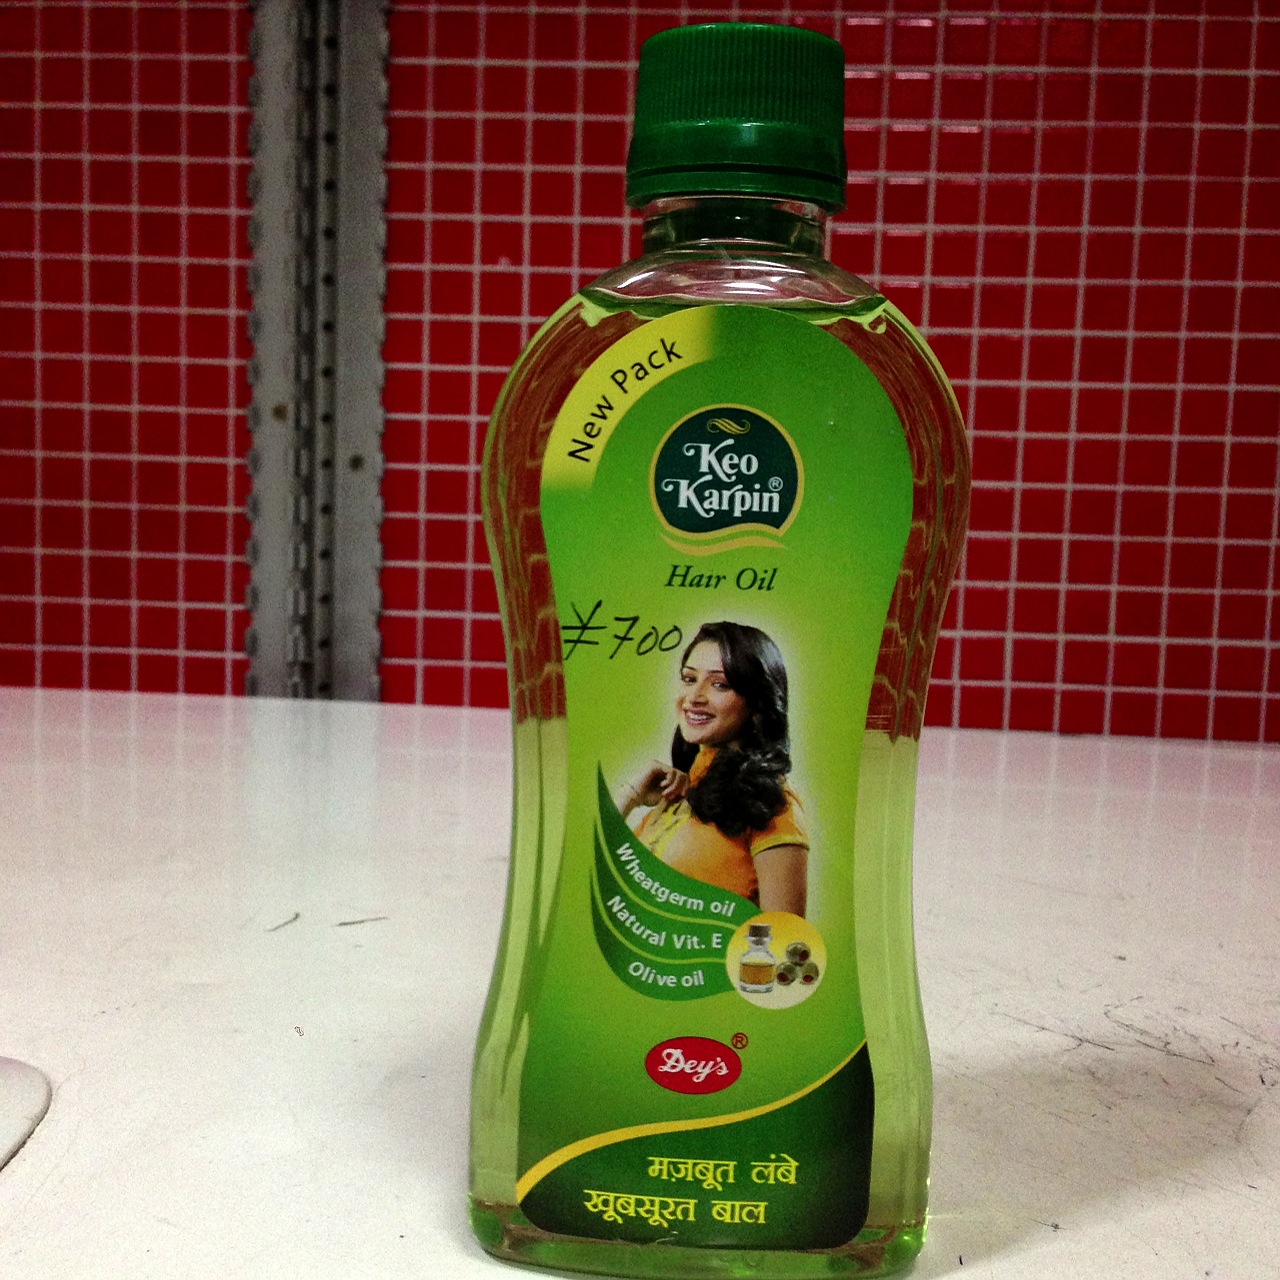 New Pack
Keo
Karpin®
Hair Oil
¥700
Wheatgerm oil
Natural Vit. E
Olive oil
Dey's®
मज़बूत लंबे
खूबसूरत बाल